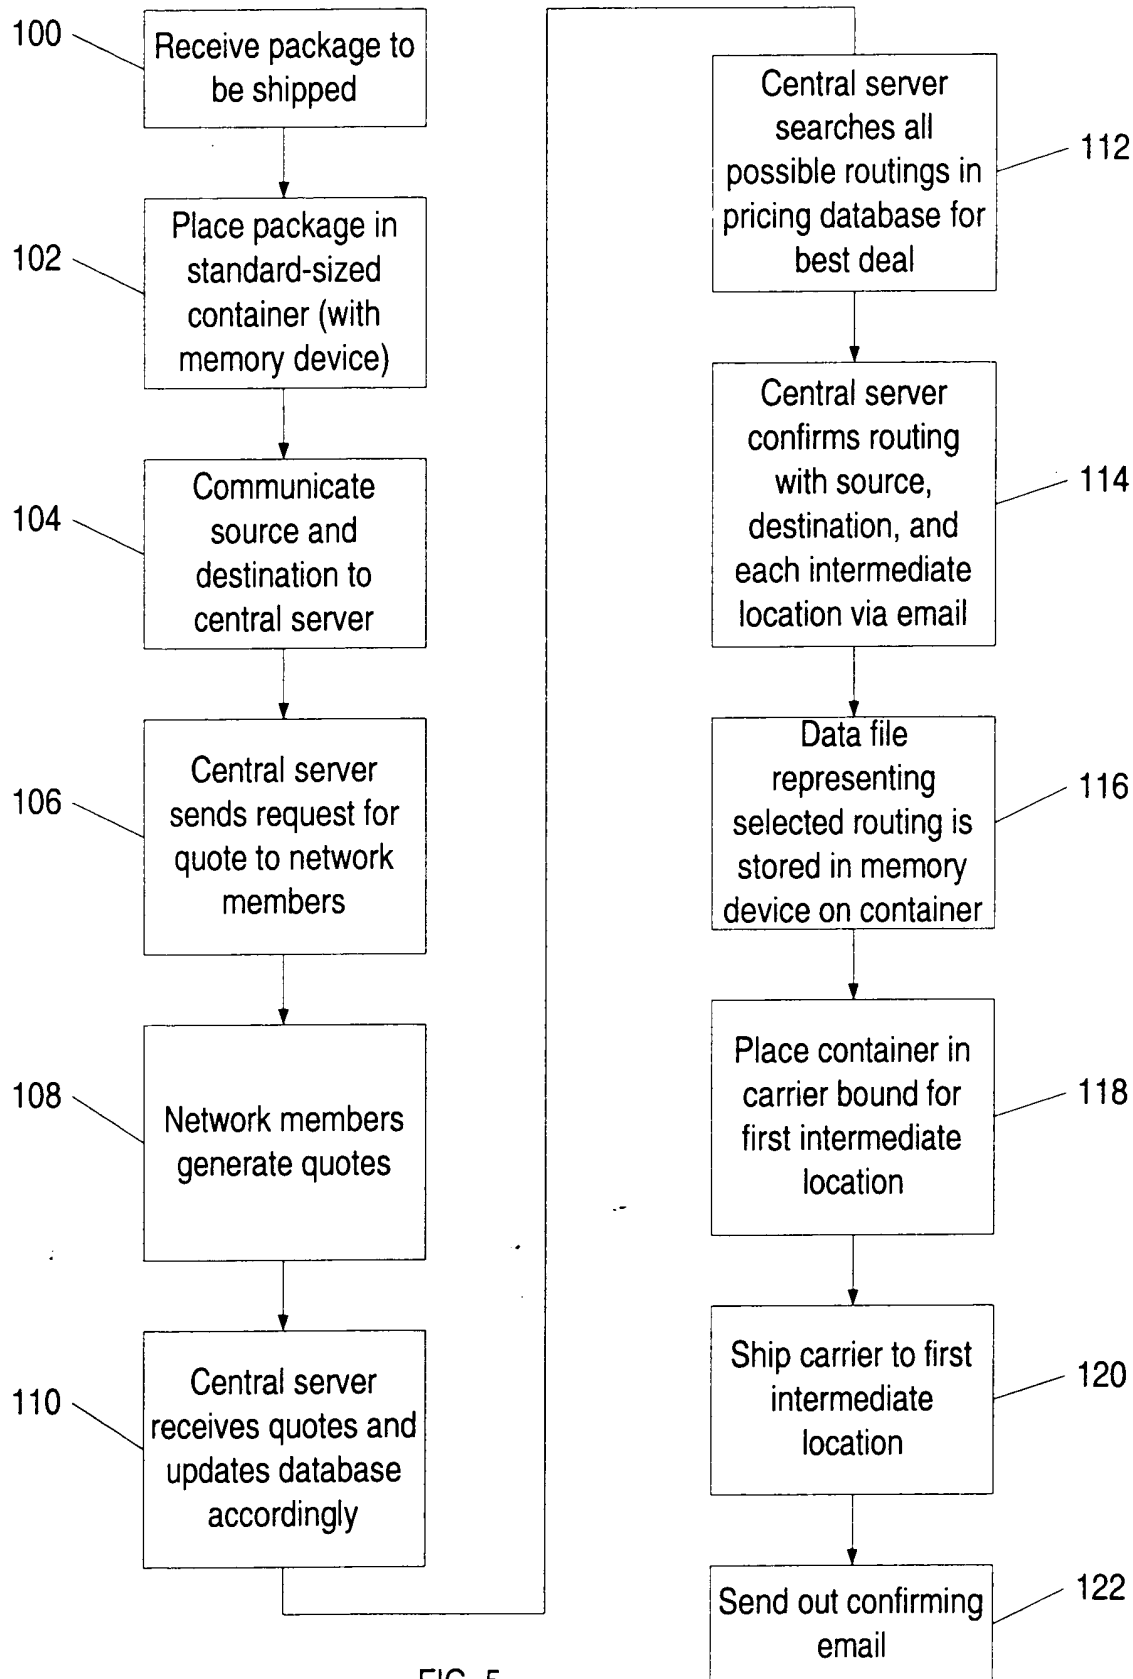 100
Receive package to
be shipped
102
Place package in
standard-sized
container (with
memory device)
104
Communicate
source and
destination to
central server
106
Central server
sends request for
quote to network
members
108
Network members
generate quotes
110
Central server
receives quotes and
updates database
accordingly
112
Central server
searches all
possible routings in
pricing database for
best deal
114
Central server
confirms routing
with source,
destination, and
each intermediate
location via email
116
Data file
representing
selected routing is
stored in memory
device on container
118
Place container in
carrier bound for
first intermediate
location
120
Ship carrier to first
intermediate
location
122
Send out confirming
email
FIG. 5